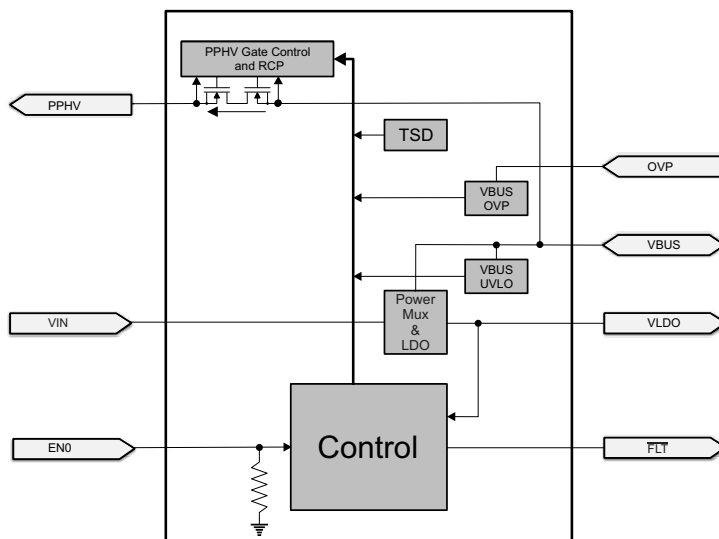 PPHV Gate Control
and RCP
PPHV
TSD
OVP
VBUS
OVP
VBUS
VBUS
UVLO
VIN
Power
Mux
&
LDO
VLDO
EN0
Control
FLT